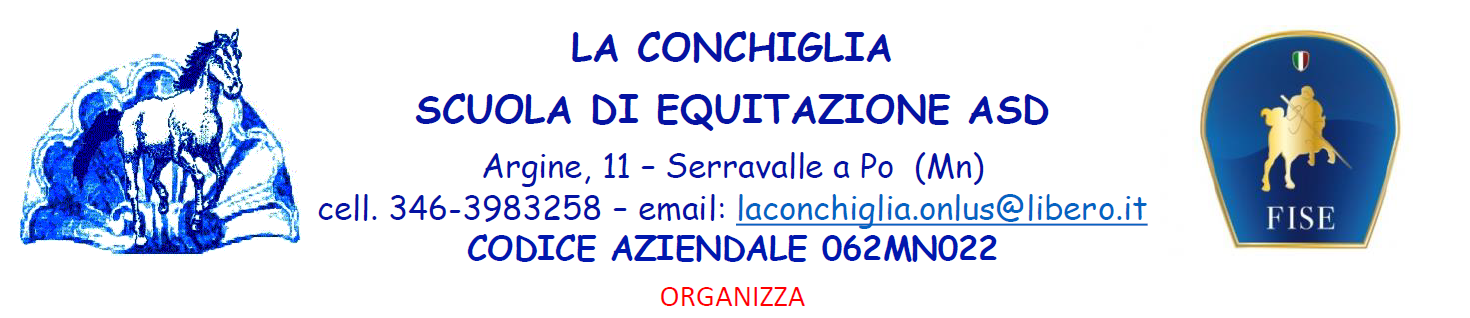 LA CONCHIGLIA
SCUOLA DI EQUITAZIONE ASD
Argine, 11 – Serravalle a Po (Mn)
cell. 346-3983258 – email: laconchiglia.onlus@libero.it
CODICE AZIENDALE 062MN022
ORGANIZZA
FISE